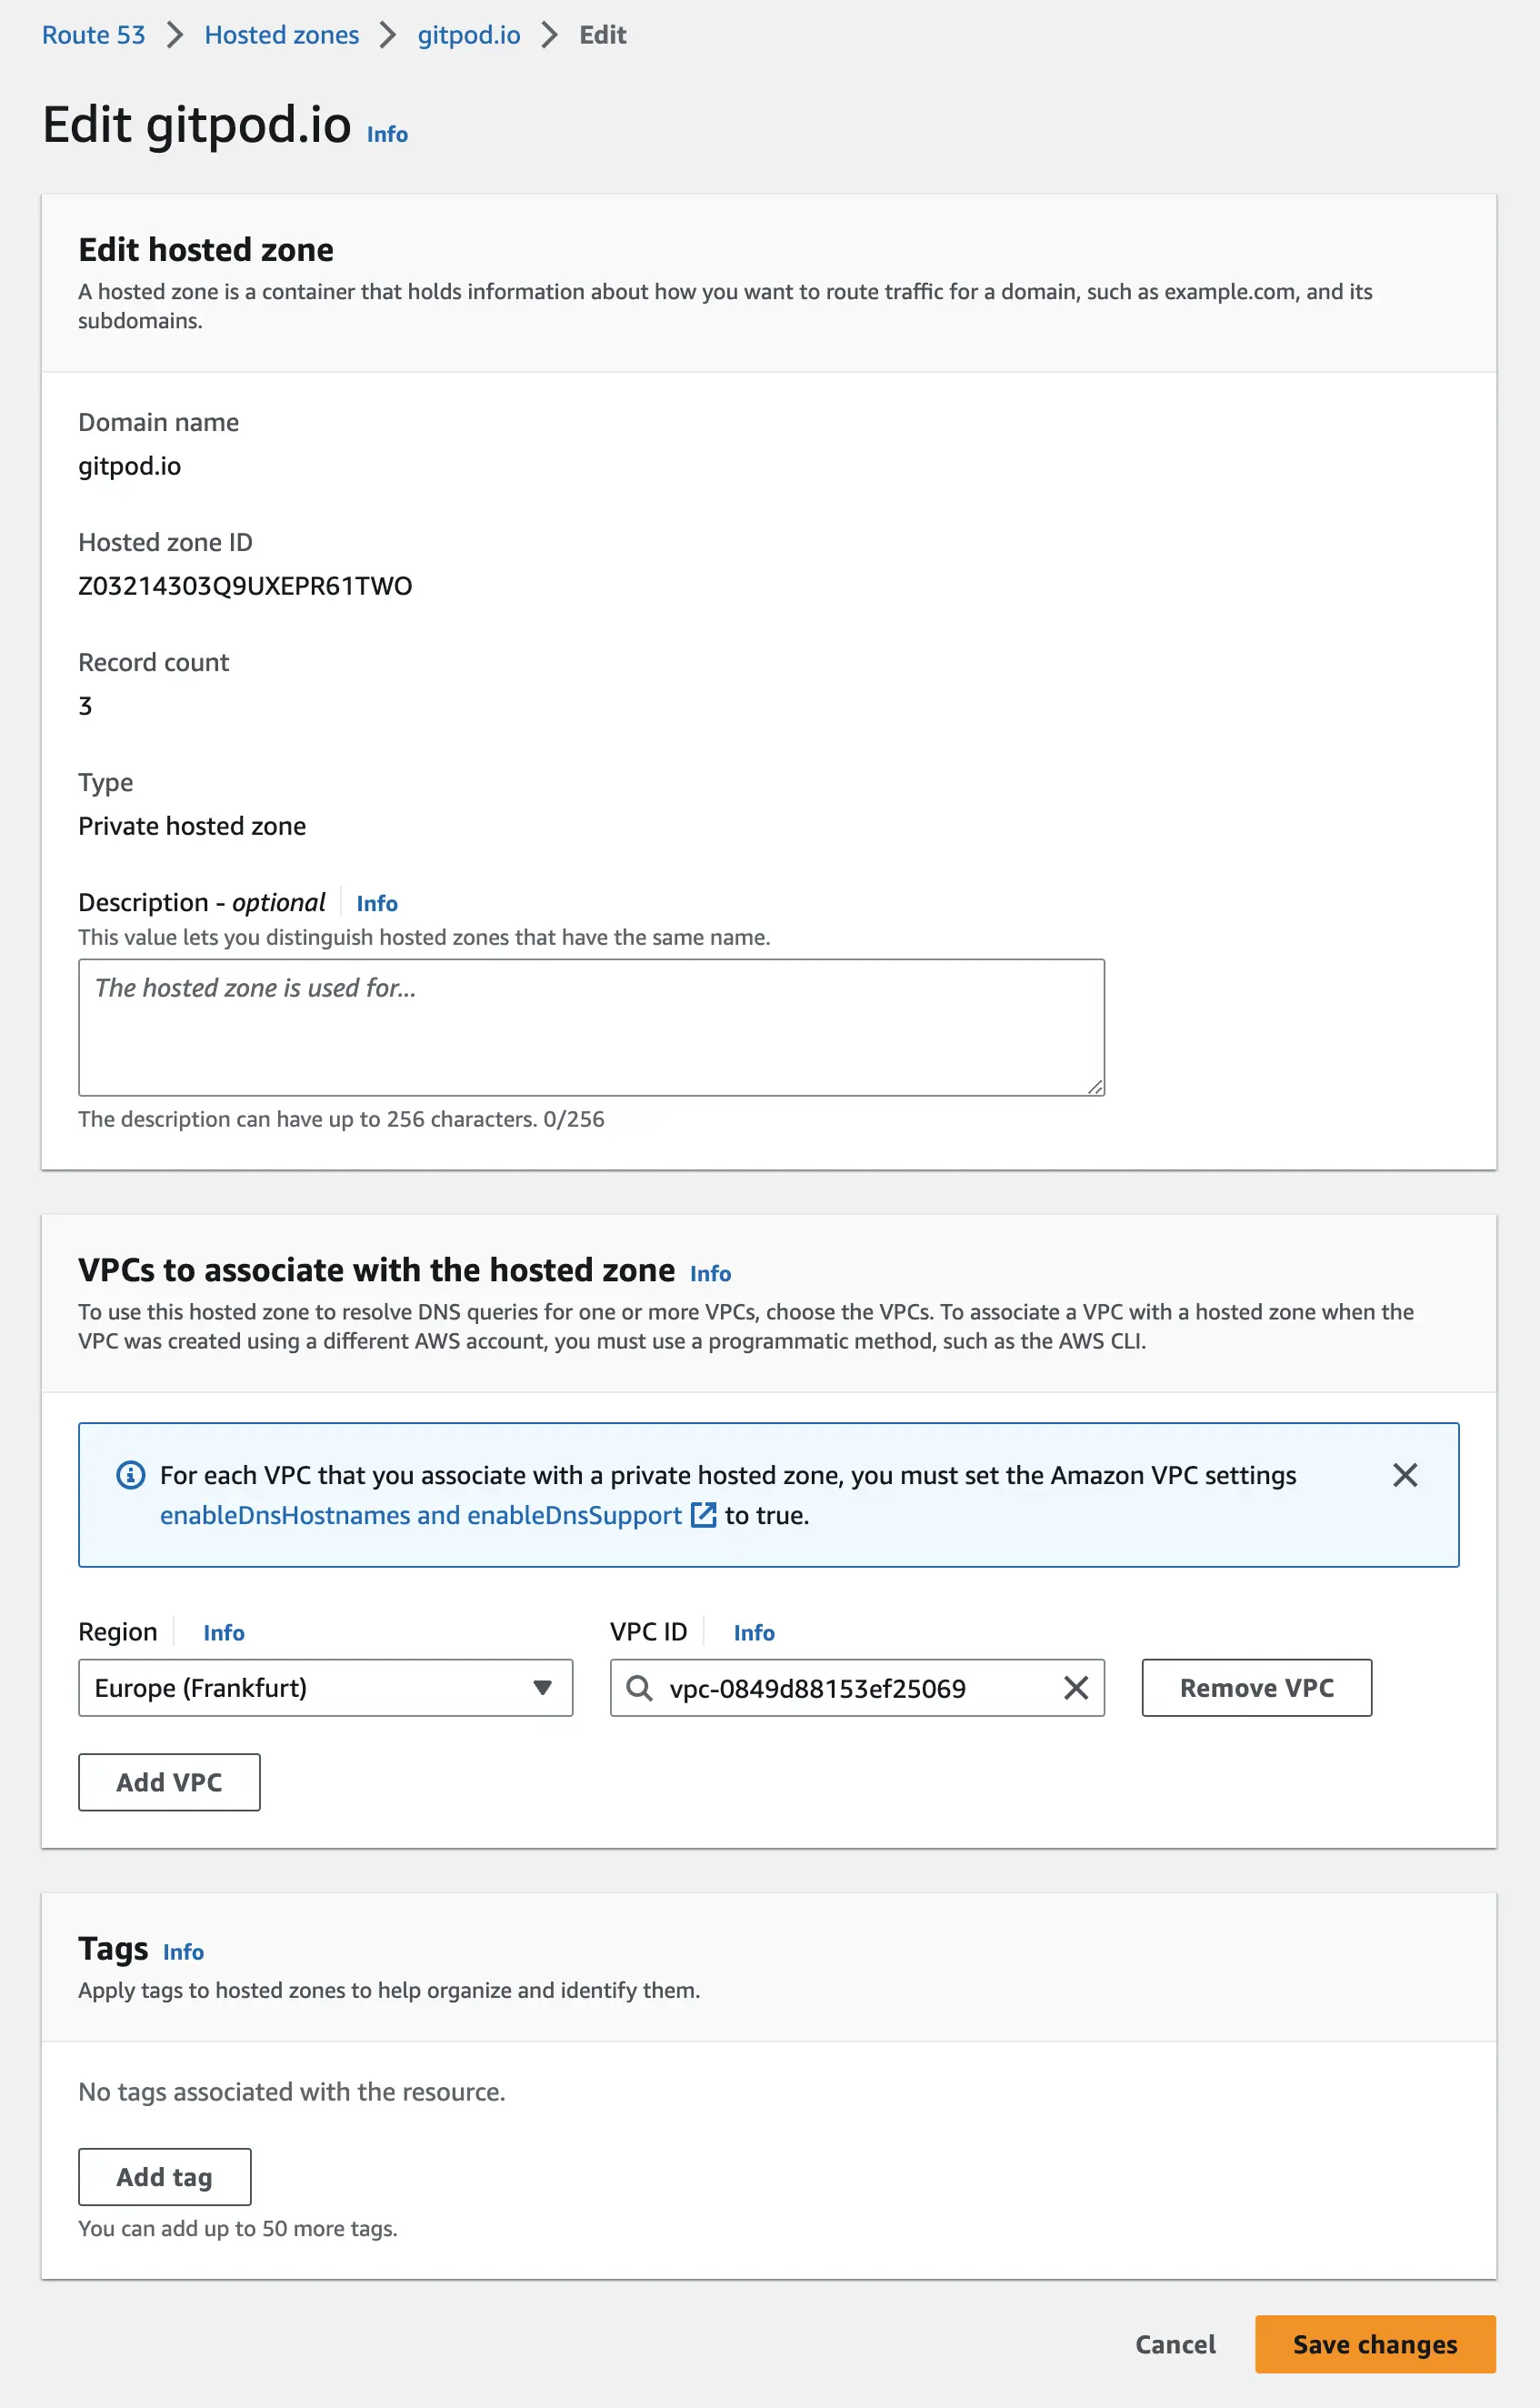 Route 53 > Hosted zones > gitpod.io > Edit
Edit gitpod.io Info
Edit hosted zone
A hosted zone is a container that holds information about how you want to route traffic for a domain, such as example.com, and its
subdomains.
Domain name
gitpod.io
Hosted zone ID
Z03214303Q9UXEPR61TWO
Record count
3
Type
Private hosted zone
Description - optional Info
This value lets you distinguish hosted zones that have the same name.
The hosted zone is used for...
The description can have up to 256 characters. 0/256
VPCs to associate with the hosted zone Info
To use this hosted zone to resolve DNS queries for one or more VPCs, choose the VPCs. To associate a VPC with a hosted zone when the
VPC was created using a different AWS account, you must use a programmatic method, such as the AWS CLI.
For each VPC that you associate with a private hosted zone, you must set the Amazon VPC settings
enableDnsHostnames and enableDnsSupport to true.
Region Info VPC ID Info
Europe (Frankfurt) vpc-0849d88153ef25069 Remove VPC
Add VPC
Tags Info
Apply tags to hosted zones to help organize and identify them.
No tags associated with the resource.
Add tag
You can add up to 50 more tags.
Cancel Save changes